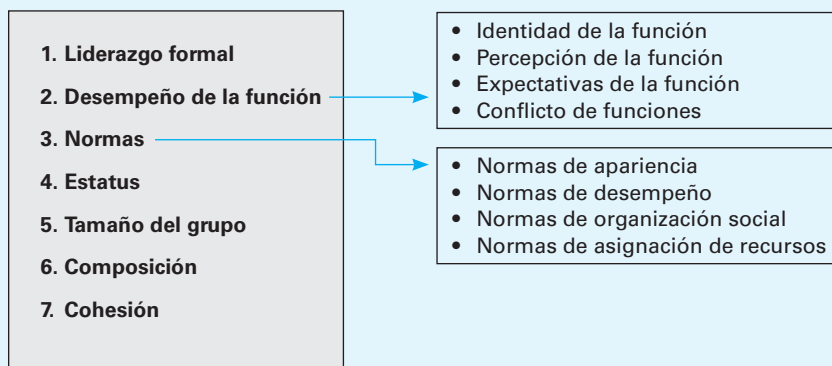 1. Liderazgo formal
2. Desempeño de la función
3. Normas
4. Estatus
5. Tamaño del grupo
6. Composición
7. Cohesión
• Identidad de la función
• Percepción de la función
• Expectativas de la función
• Conflicto de funciones
• Normas de apariencia
• Normas de desempeño
• Normas de organización social
• Normas de asignación de recursos